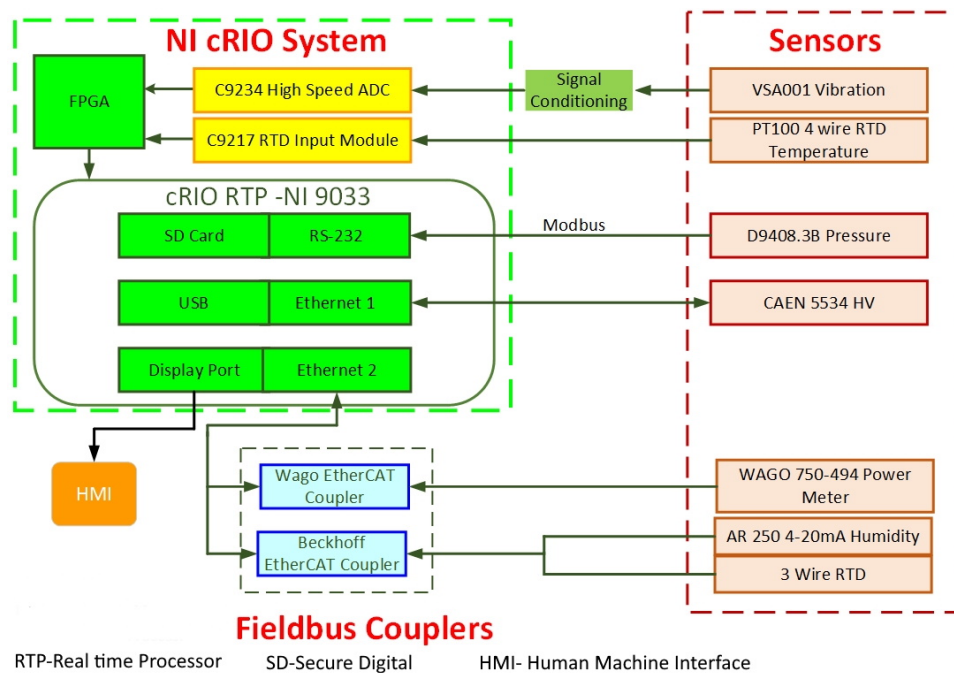 NI cRIO System
Sensors
FPGA
C9234 High Speed ADC
Signal
Conditioning
VSA001 Vibration
C9217 RTD Input Module
PT100 4 wire RTD
Temperature
cRIO RTP -NI 9033
SD Card
RS-232
Modbus
D9408.3B Pressure
USB
Ethernet 1
CAEN 5534 HV
Display Port
Ethernet 2
HMI
Wago EtherCAT
Coupler
WAGO 750-494 Power
Meter
Beckhoff
EtherCAT Coupler
AR 250 4-20mA Humidity
3 Wire RTD
Fieldbus Couplers
RTP-Real time Processor
SD-Secure Digital
HMI- Human Machine Interface